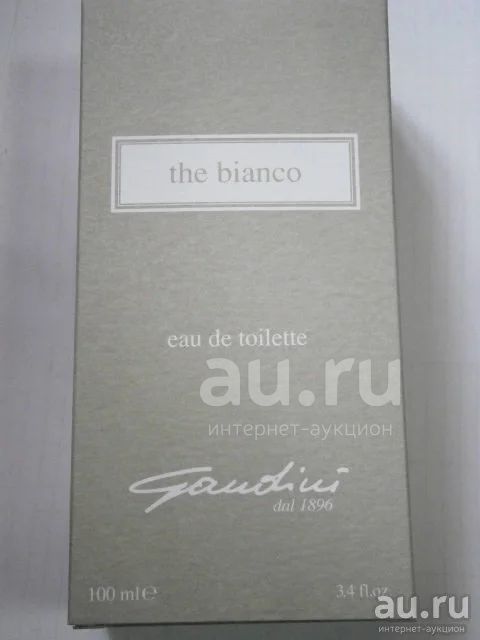 the bianco
eau de toilette
au.ru
интернет-аукцион
Gandini
dal 1896
100 ml e
3,4 fl.oz
au.ru
интернет-аукцион